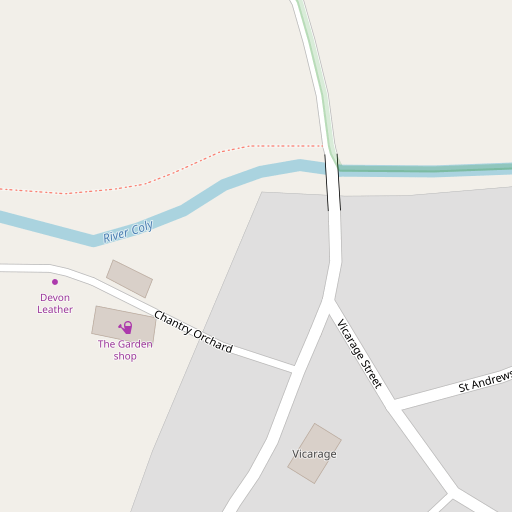 River Coly
Devon
Leather
The Garden
shop
Chantry Orchard
Vicarage Street
St Andrews
Vicarage